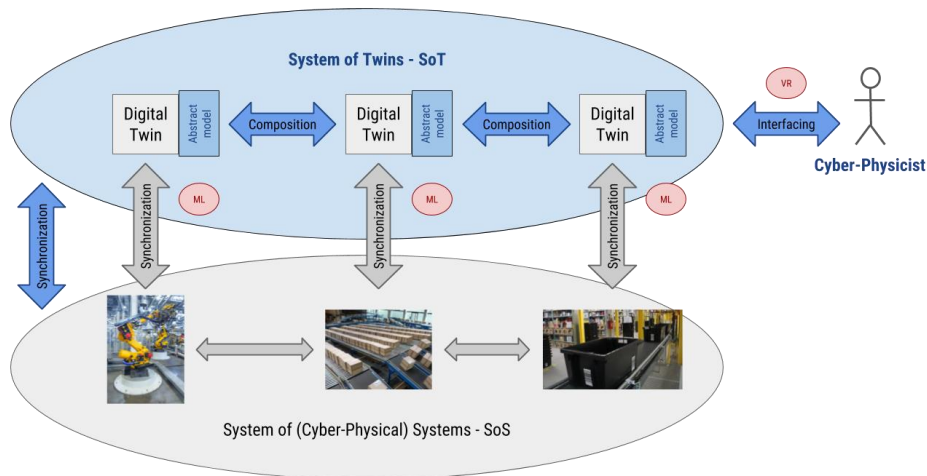 System of Twins - SoT
Digital
Twin
Abstract
model
Composition
Digital
Twin
Abstract
model
Composition
Digital
Twin
Abstract
model
VR
Interfacing
Cyber-Physicist
Synchronization
Synchronization
ML
Synchronization
ML
Synchronization
ML
System of (Cyber-Physical) Systems - SoS